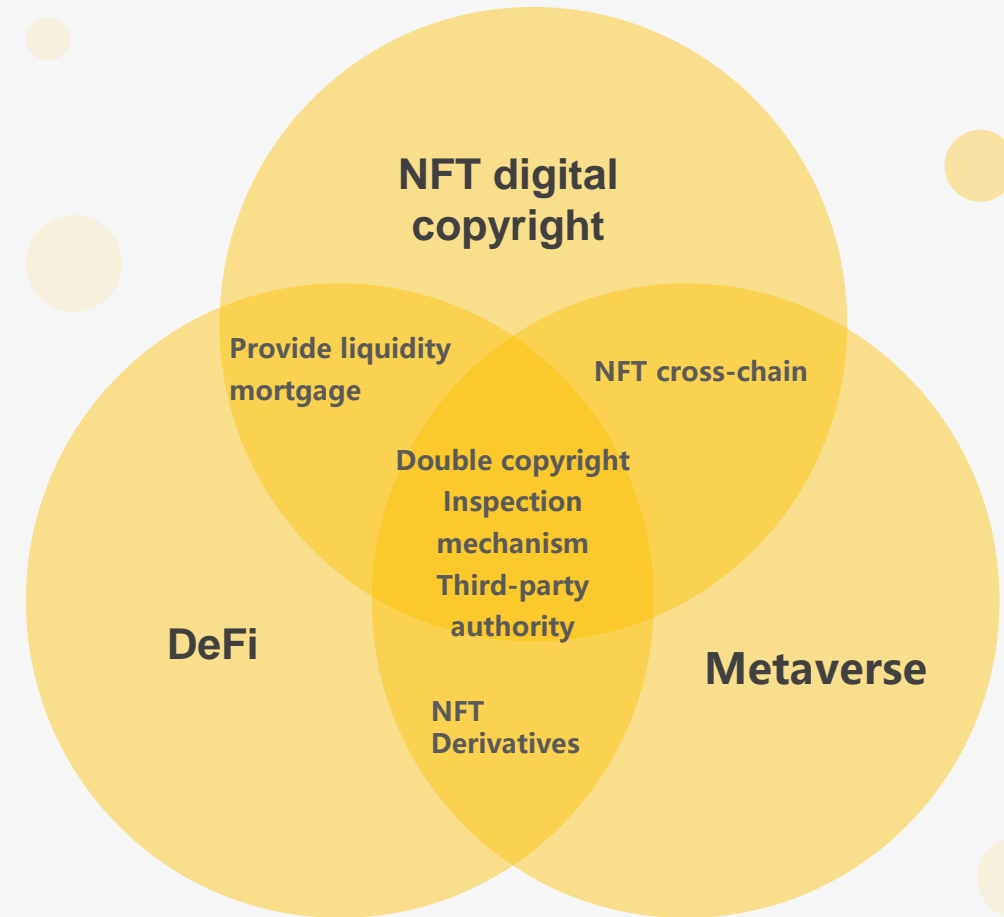 NFT digital
copyright
Provide liquidity
mortgage
NFT cross-chain
Double copyright
Inspection
mechanism
Third-party
authority
DeFi
Metaverse
NFT
Derivatives